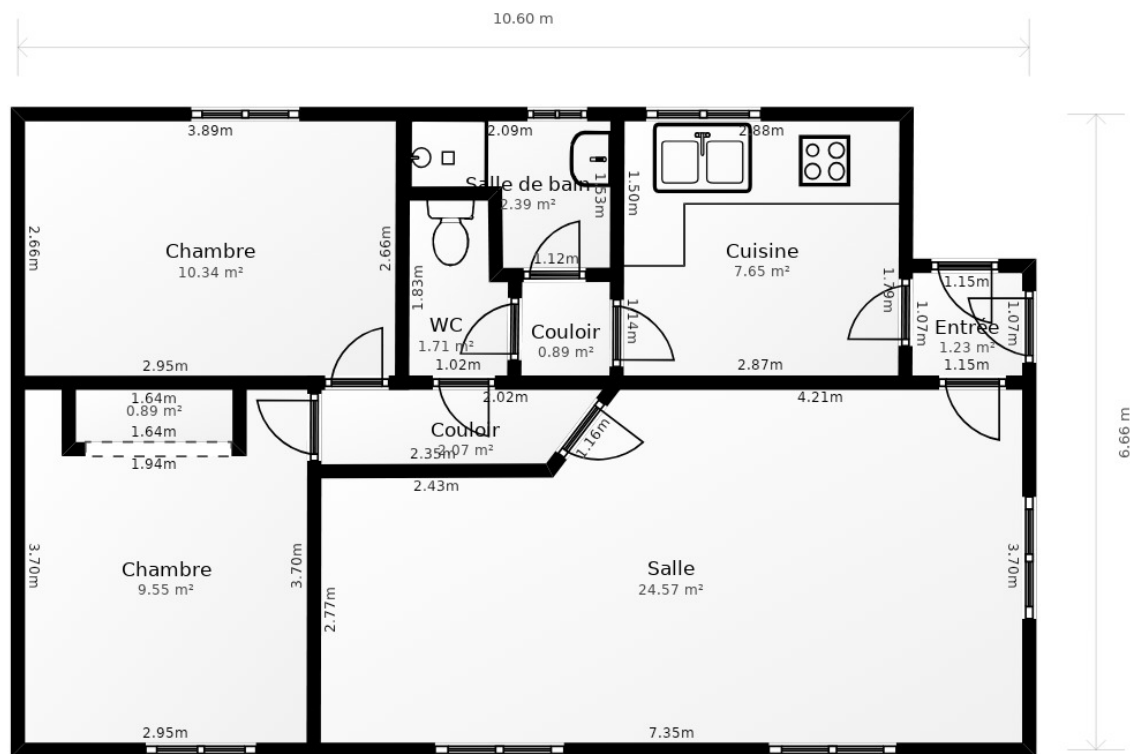 10.60 m
3.89m
2.09m
2.88m
2.66m
2.66m
Chambre
10.34 m²
2.95m
Salle de bain
2.39 m²
1.53m
1.12m
1.50m
Cuisine
7.65 m²
1.79m
2.87m
1.83m
WC
1.71 m²
1.02m
Couloir
0.89 m²
1.14m
1.15m
1.07m
Entrée
1.23 m²
1.07m
1.15m
6.66 m
1.64m
0.89 m²
1.64m
1.94m
2.02m
Couloir
2.07 m²
2.35m
1.16m
2.43m
4.21m
3.70m
Chambre
9.55 m²
3.70m
2.95m
2.77m
Salle
24.57 m²
3.70m
7.35m